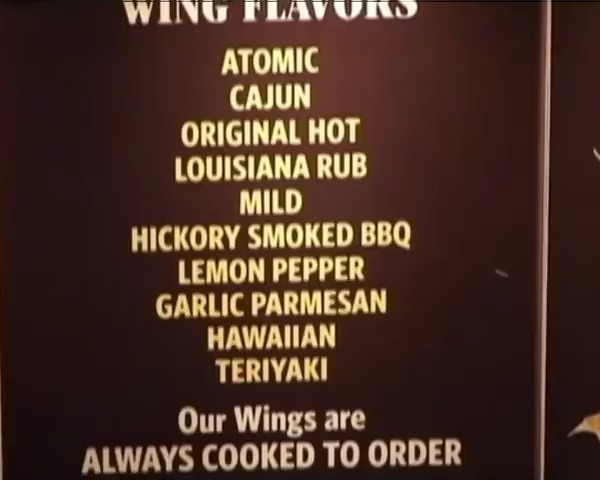 WING FLAVORS
ATOMIC
CAJUN
ORIGINAL HOT
LOUISIANA RUB
MILD
HICKORY SMOKED BBQ
LEMON PEPPER
GARLIC PARMESAN
HAWAIIAN
TERIYAKI
Our Wings are
ALWAYS COOKED TO ORDER